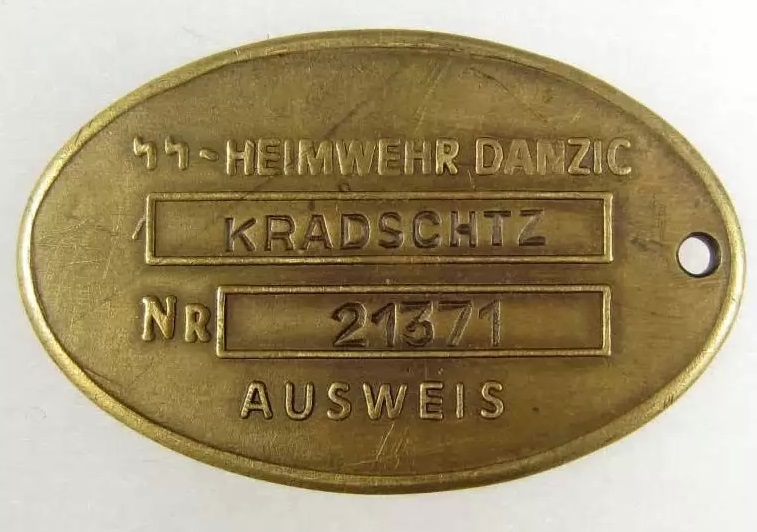 ᛋᛋ-HEIMWEHR DANZIC
KRADSCHTZ
NR 21371
AUSWEIS